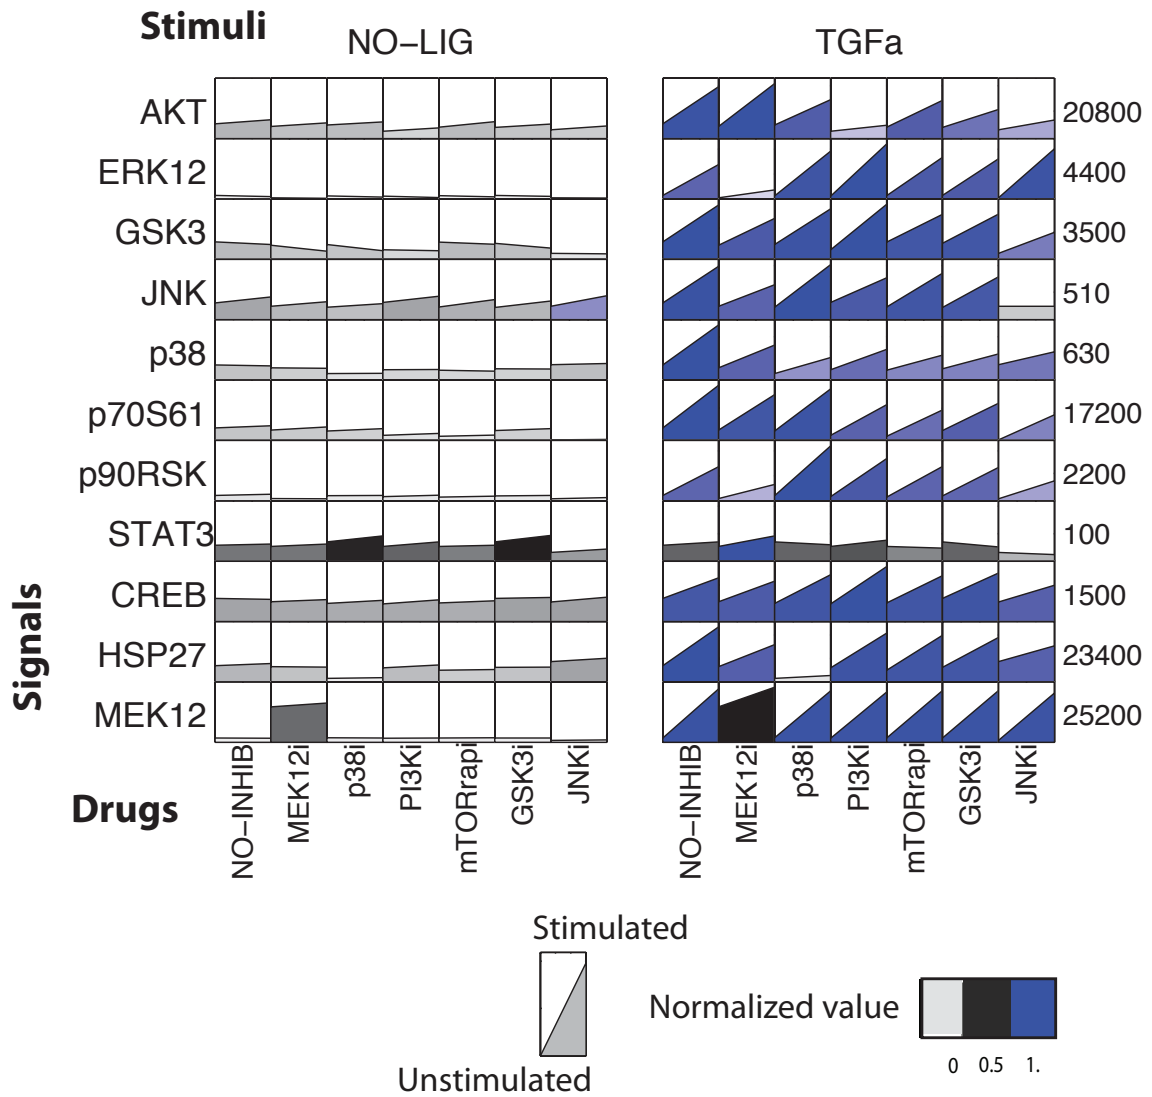 Stimuli
NO−LIG
TGFa
AKT
20800
ERK12
4400
GSK3
3500
JNK
510
p38
630
p70S61
17200
p90RSK
2200
STAT3
100
CREB
1500
HSP27
23400
MEK12
25200
Signals
Drugs
NO−INHIB
MEK12i
p38i
PI3Ki
mTORrapi
GSK3i
JNKi
NO−INHIB
MEK12i
p38i
PI3Ki
mTORrapi
GSK3i
JNKi
Stimulated
Unstimulated
Normalized value
0 0.5 1.